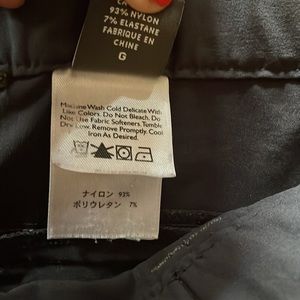 93% NYLON
7% ELASTANE
FABRIQUE EN
CHINE
G
Machine Wash Cold Delicate With
Like Colors. Do Not Bleach. Do
Not Use Fabric Softeners. Tumble
Dry Low. Remove Promptly. Cool
Iron As Desired.
ナイロン 93%
ポリウレタン 7%